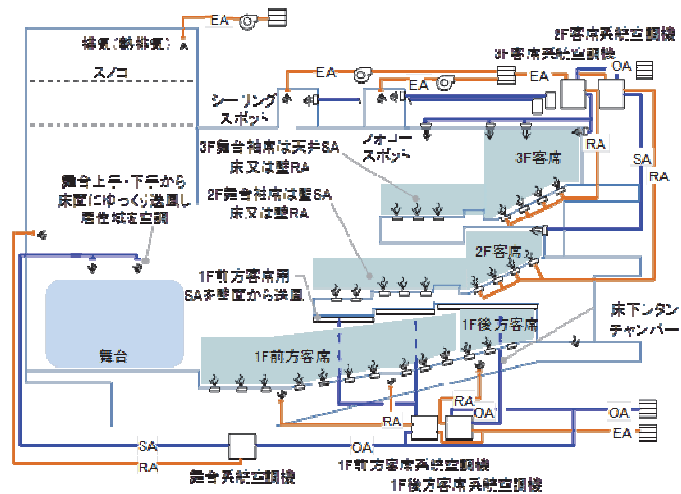 EA
2F客席系統空調機
3F客席系統空調機
排気(熱排気)
OA
EA
EA
EA
スノコ
シーリング
スポット
フォロー
スポット
3F舞台袖席は天井SA
床又は壁RA
3F客席
RA
SA
RA
舞台上手・下手から
床面にゆっくり送風し
居住域を空調
2F舞台袖席は壁SA
床又は壁RA
2F客席
1F前方客席用
SAを壁面から送風
床下レタン
チャンバー
1F後方客席
舞台
1F前方客席
RA
RA
OA
OA
EA
SA
RA
OA
舞台系統空調機
1F前方客席系統空調機
1F後方客席系統空調機